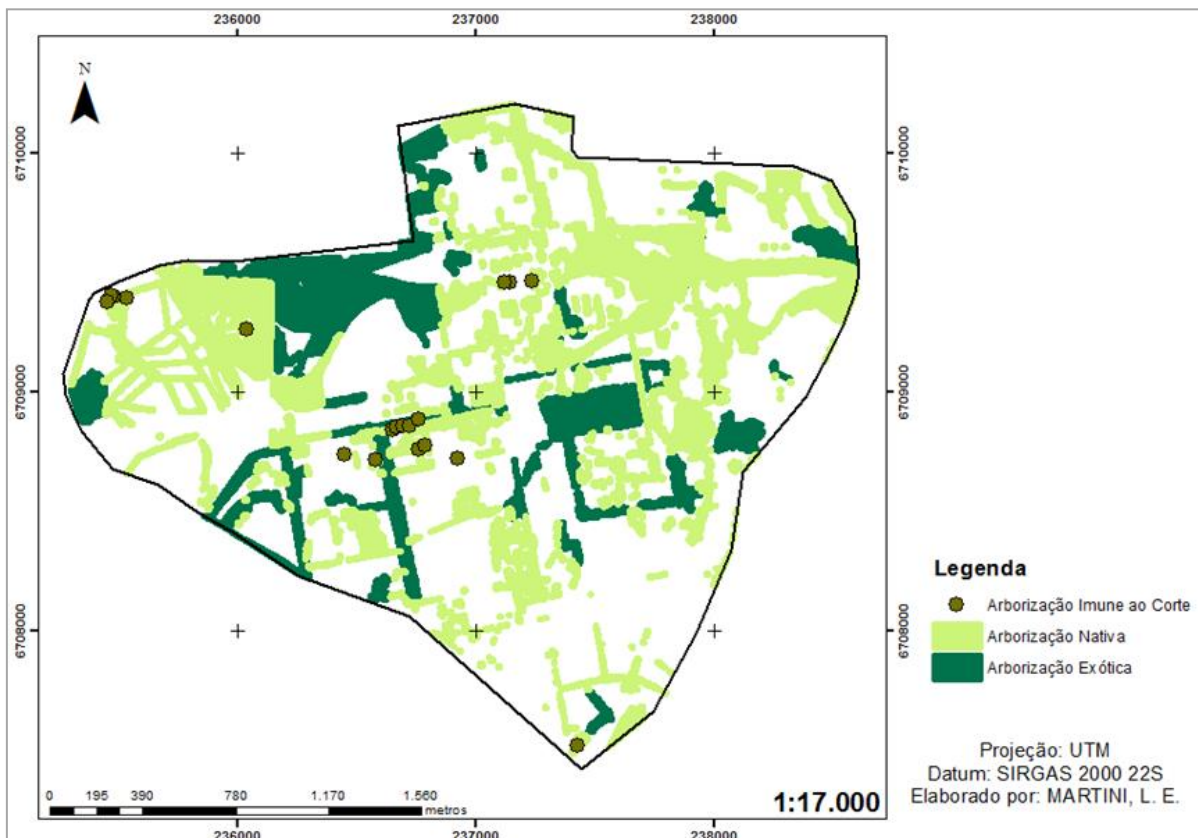 236000 237000 238000
N
6710000 6710000
6709000 6709000
6708000 6708000
Legenda
Arborização Imune ao Corte
Arborização Nativa
Arborização Exótica
Projeção: UTM
Datum: SIRGAS 2000 22S
Elaborado por: MARTINI, L. E.
0 195 390 780 1.170 1.560
metros
1:17.000
236000 237000 238000